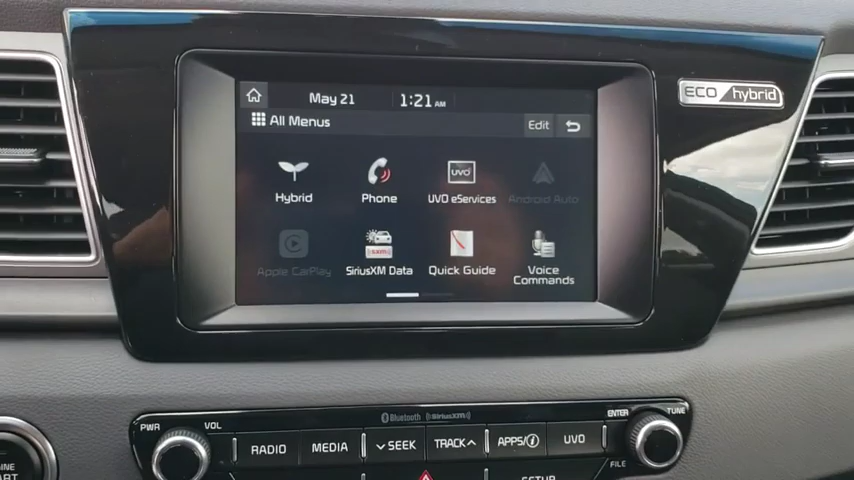 May 21 1:21 AM
All Menus Edit
ECO hybrid
Hybrid Phone UVO UVO eServices Android Auto
Apple CarPlay SiriusXM Data Quick Guide Voice Commands
Bluetooth SiriusXM
PWR VOL ENTER TUNE
RADIO MEDIA SEEK TRACK APPS/i UVO
FILE
SETUP